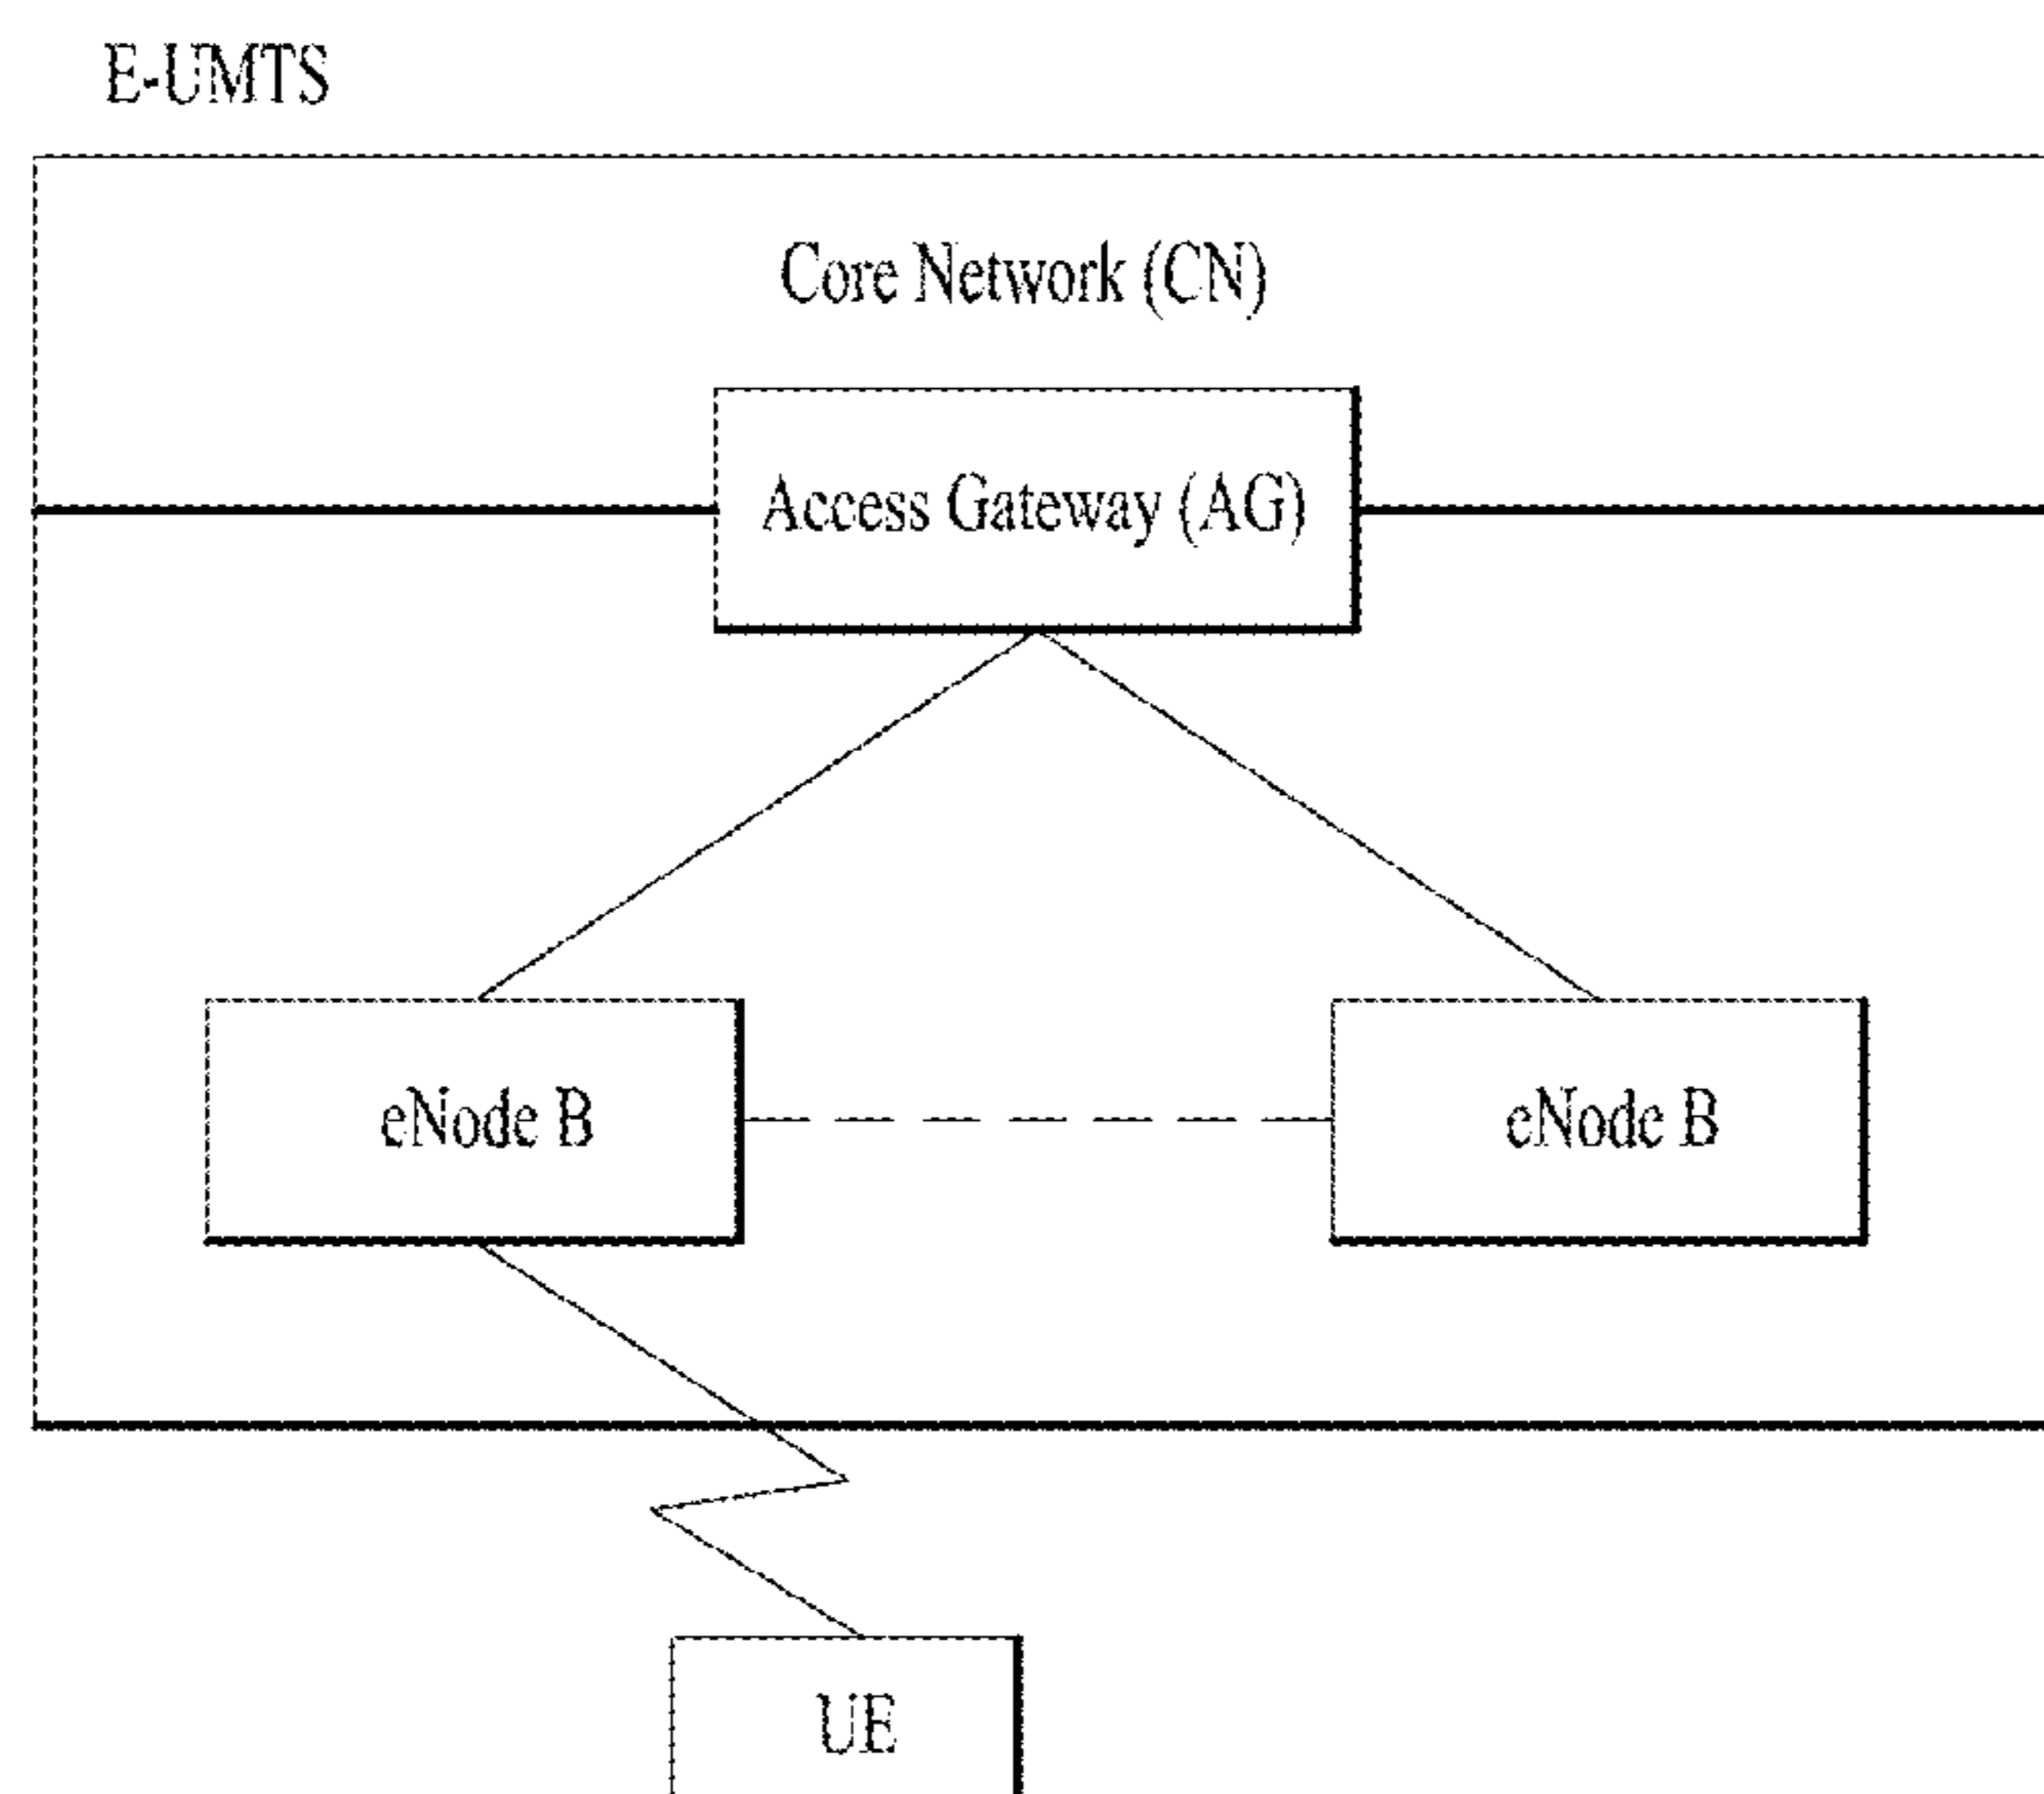 E-UMTS
Core Network (CN)
Access Gateway (AG)
eNode B
eNode B
UE